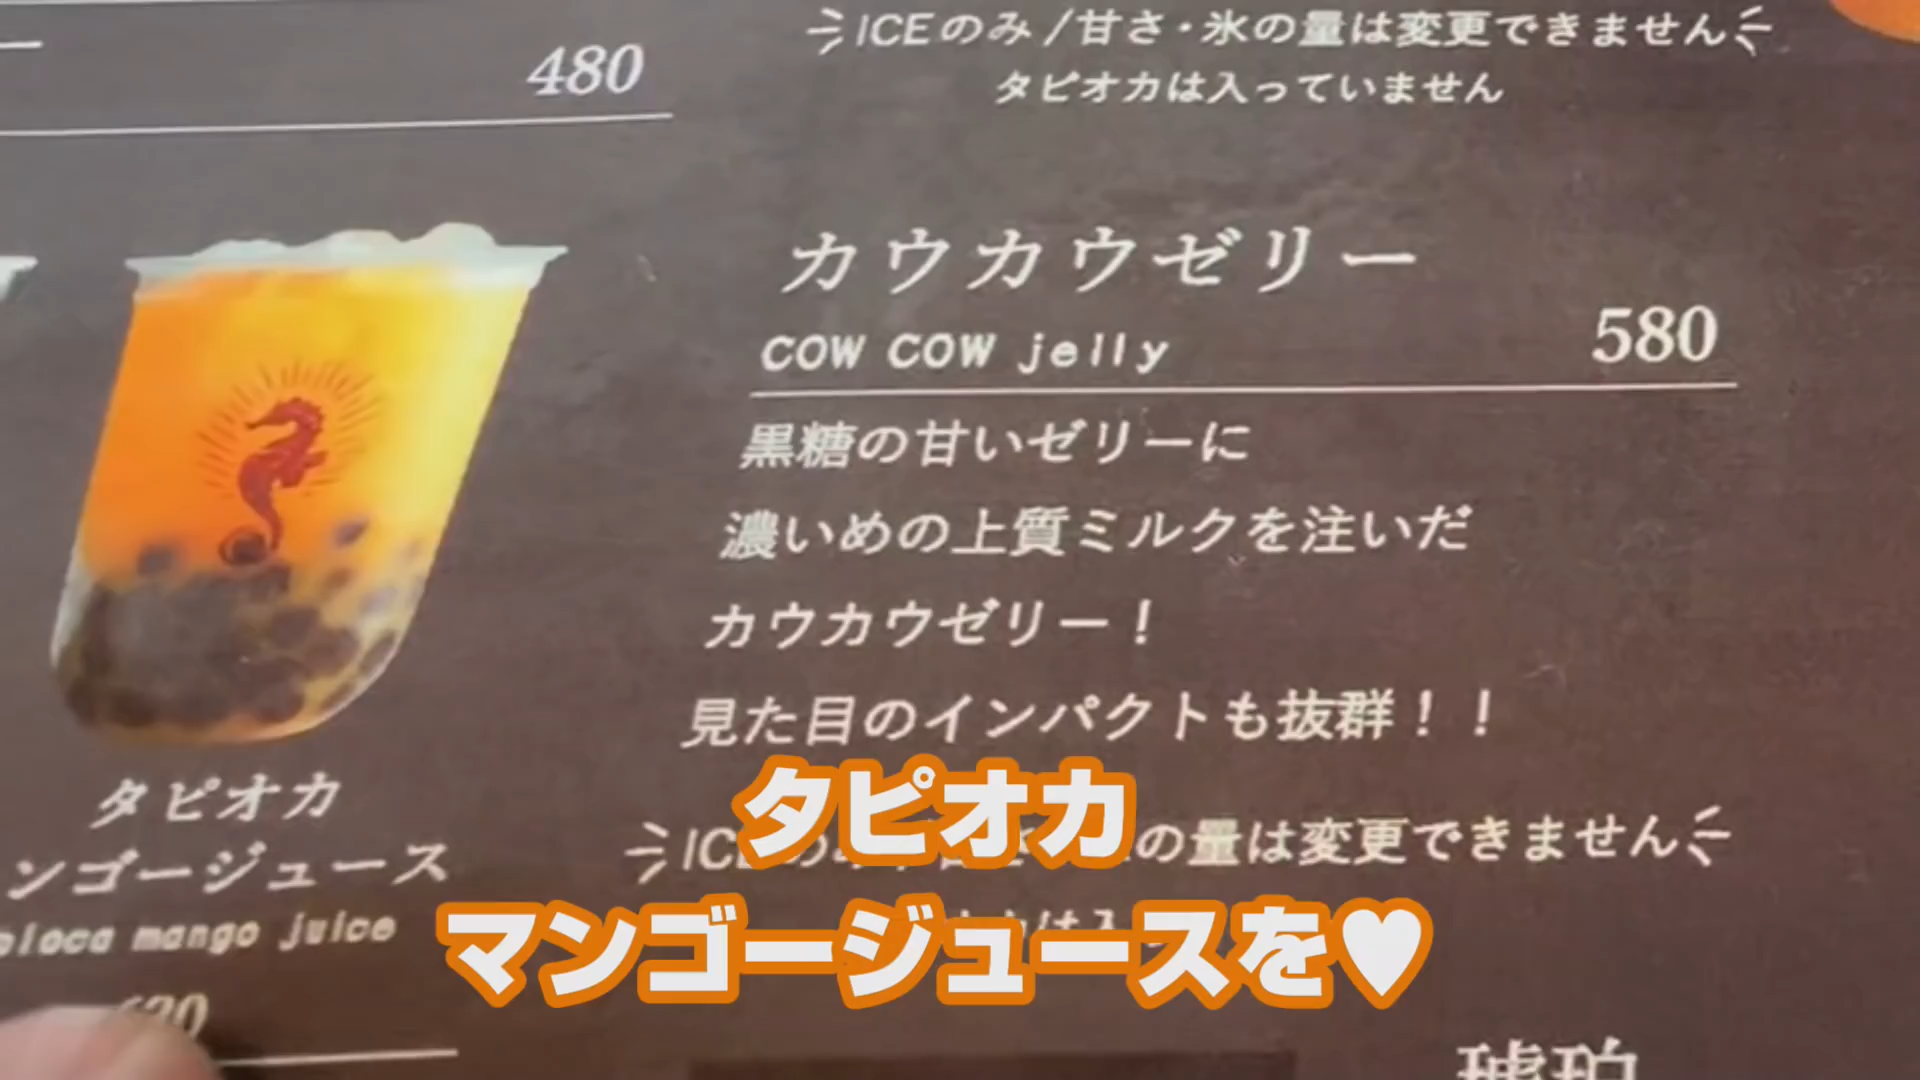 480
ICEのみ/甘さ・氷の量は変更できません
タピオカは入っていません
カウカウゼリー
COW COW jelly
580
黒糖の甘いゼリーに
濃いめの上質ミルクを注いだ
カウカウゼリー！
見た目のインパクトも抜群！！
の量は変更できません
タピオカ
ンゴージュース
pioca mango juice
620
タピオカ
マンゴージュースを♥
琥珀